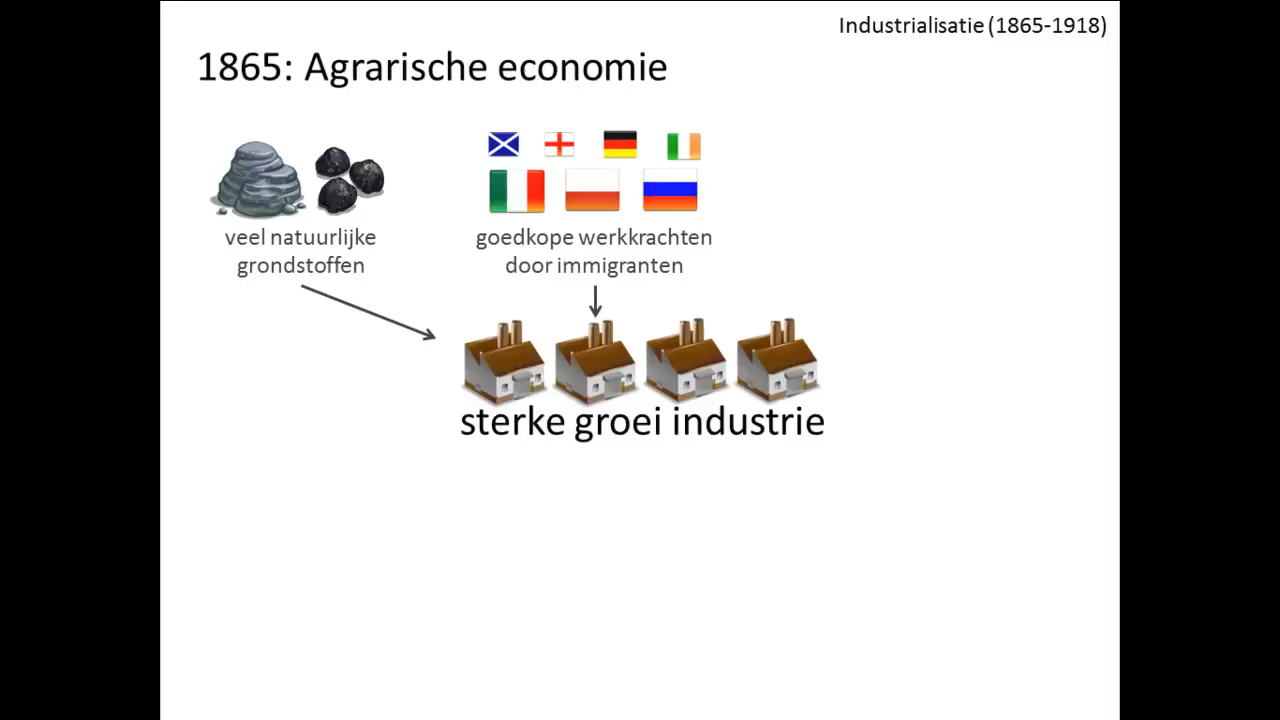 Industrialisatie (1865-1918)
1865: Agrarische economie
veel natuurlijke
grondstoffen
goedkope werkkrachten
door immigranten
sterke groei industrie